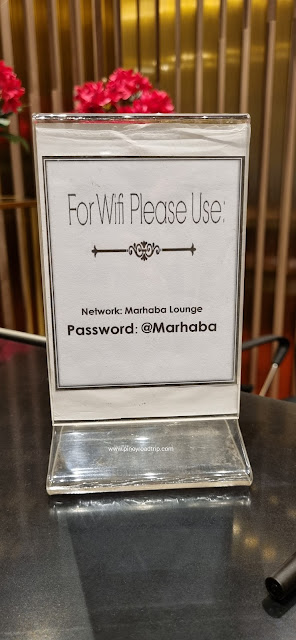 For Wifi Please Use:
Network: Marhaba Lounge
Password: @Marhaba
www.pinoyroadtrip.com